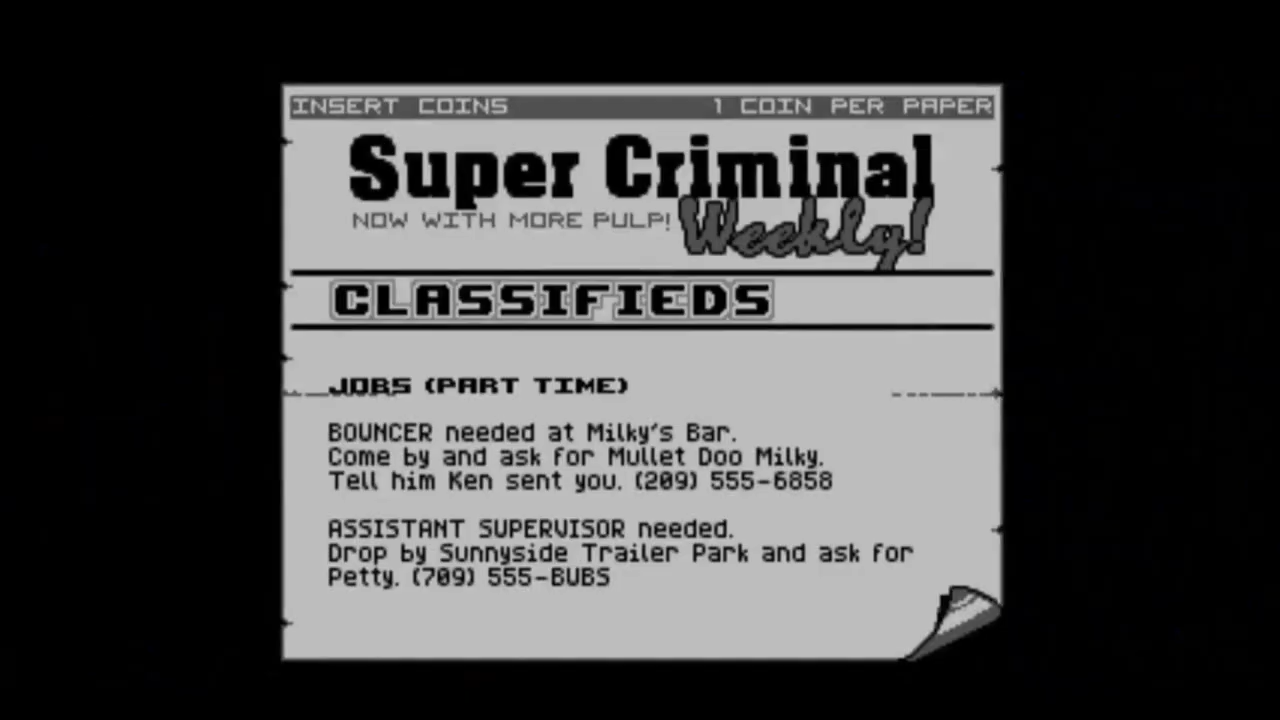 INSERT COINS 1 COIN PER PAPER
Super Criminal
NOW WITH MORE PULP! Weekly!
CLASSIFIEDS
JOBS (PART TIME)
BOUNCER needed at Milky's Bar.
Come by and ask for Mullet Doo Milky.
Tell him Ken sent you. (209) 555-6858
ASSISTANT SUPERVISOR needed.
Drop by Sunnyside Trailer Park and ask for
Petty. (709) 555-BUBS